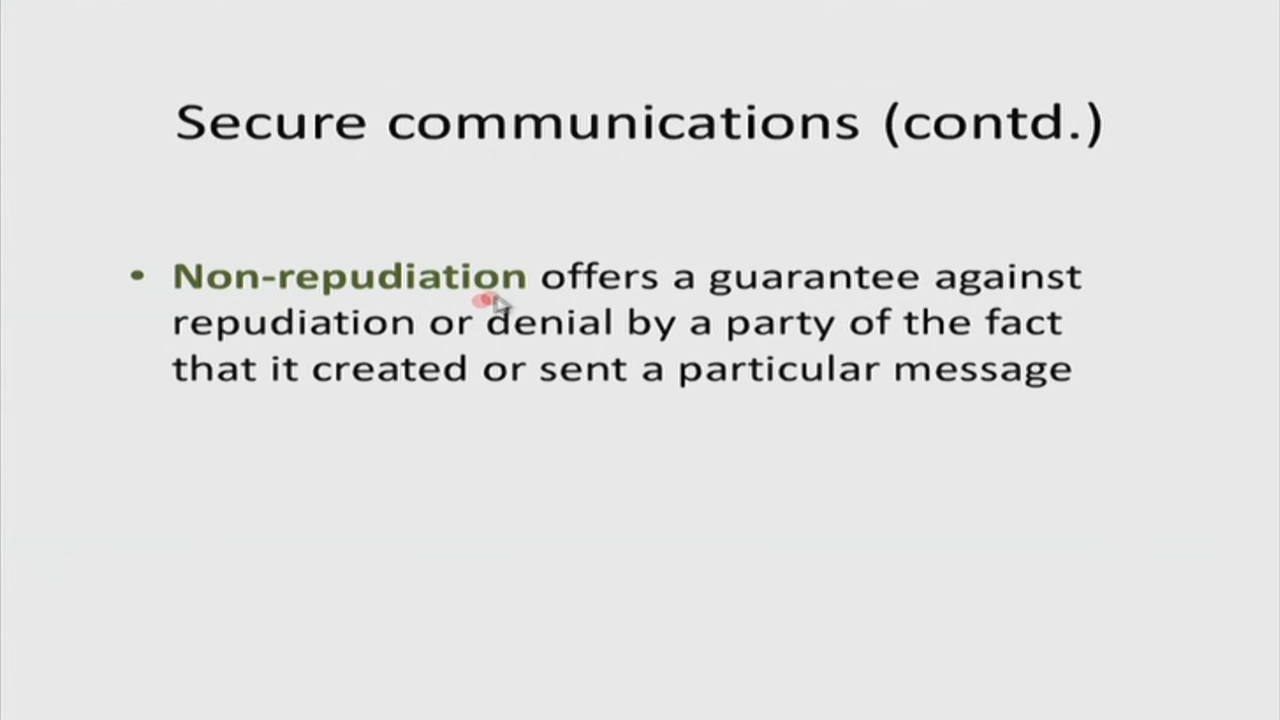 Secure communications (contd.)
• Non-repudiation offers a guarantee against
repudiation or denial by a party of the fact
that it created or sent a particular message